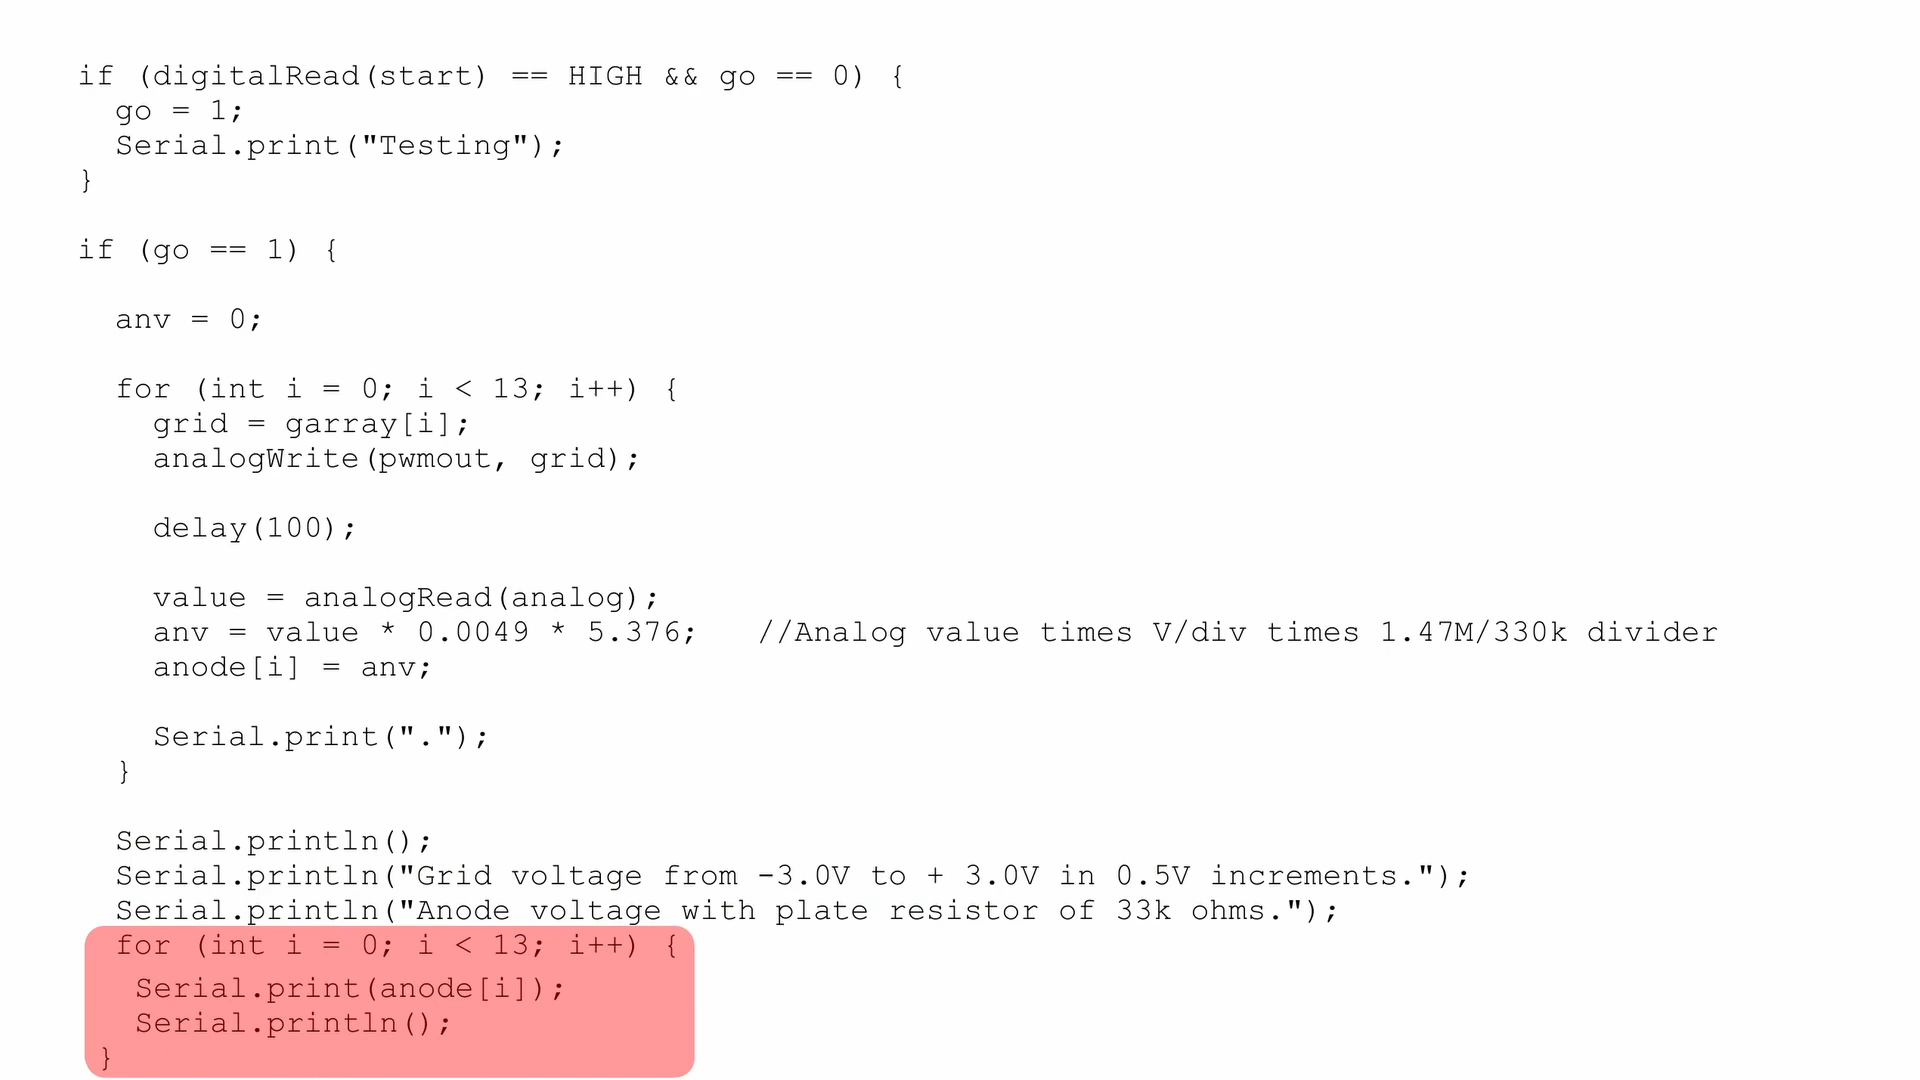 if (digitalRead(start) == HIGH && go == 0) {
  go = 1;
  Serial.print("Testing");
}
if (go == 1) {
  anv = 0;
  for (int i = 0; i < 13; i++) {
    grid = garray[i];
    analogWrite(pwmout, grid);
    delay(100);
    value = analogRead(analog);
    anv = value * 0.0049 * 5.376;   //Analog value times V/div times 1.47M/330k divider
    anode[i] = anv;
    Serial.print(".");
  }
  Serial.println();
  Serial.println("Grid voltage from -3.0V to + 3.0V in 0.5V increments.");
  Serial.println("Anode voltage with plate resistor of 33k ohms.");
  for (int i = 0; i < 13; i++) {
   Serial.print(anode[i]);
   Serial.println();
 }